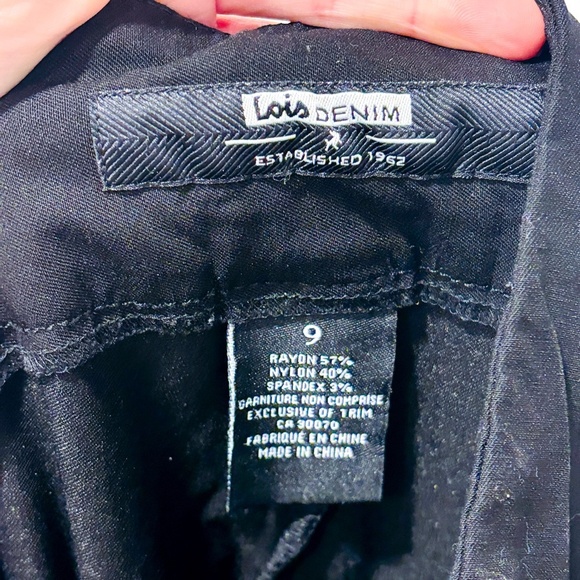 Lois DENIM
ESTABLISHED 1962
9
RAYON 57%
NYLON 40%
SPANDEX 3%
GARNITURE NON COMPRISE
EXCLUSIVE OF TRIM
CA 30070
FABRIQUÉ EN CHINE
MADE IN CHINA